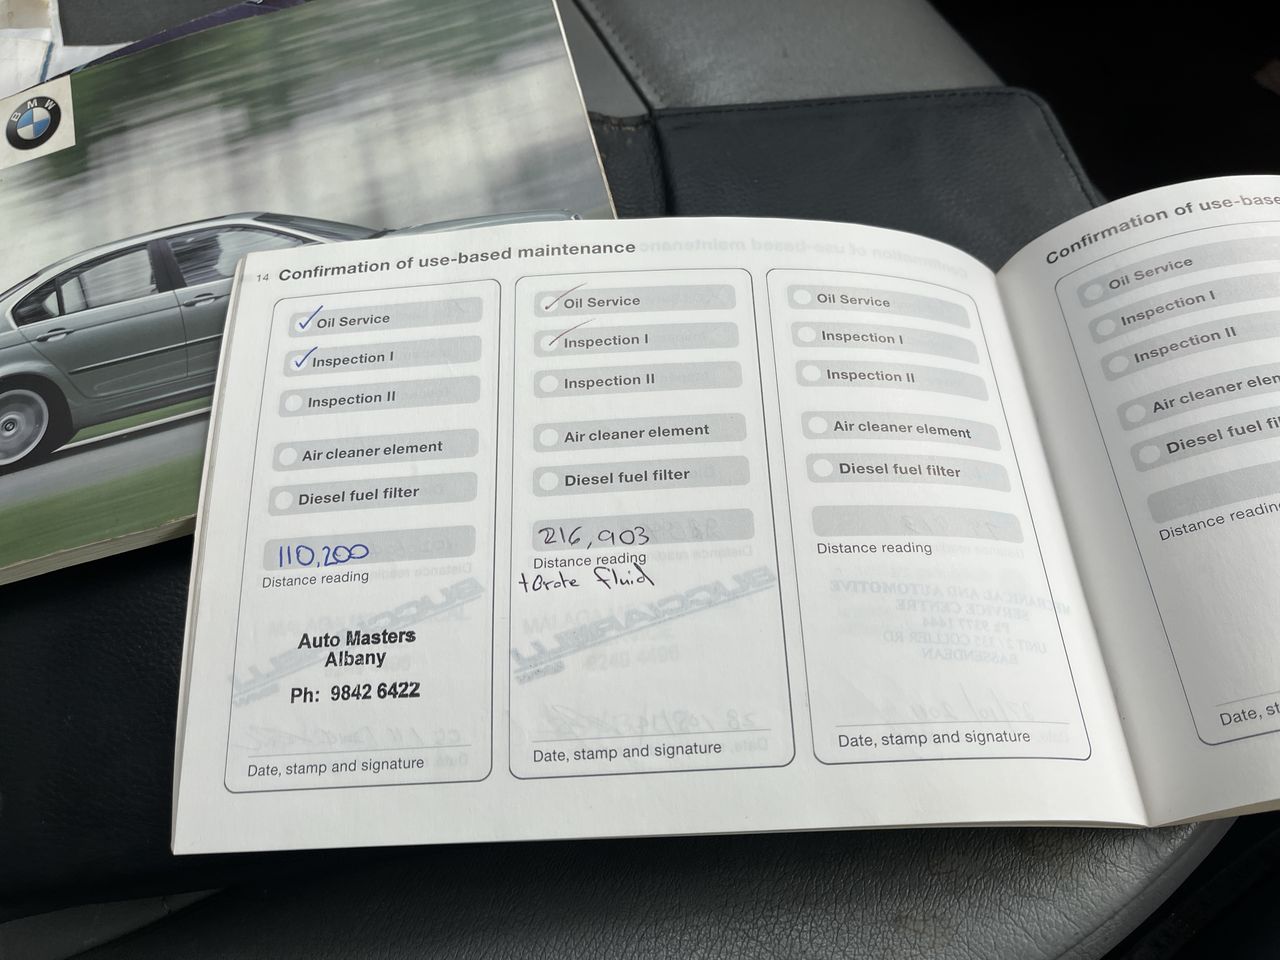 BMW
14 Confirmation of use-based maintenance
Oil Service
Inspection I
Inspection II
Air cleaner element
Diesel fuel filter
110,200
Distance reading
Auto Masters
Albany
Ph: 9842 6422
Date, stamp and signature
Oil Service
Inspection I
Inspection II
Air cleaner element
Diesel fuel filter
216,903
Distance reading
+Brate fluid
Date, stamp and signature
Oil Service
Inspection I
Inspection II
Air cleaner element
Diesel fuel filter
Distance reading
Date, stamp and signature
Confirmation of use-base
Oil Service
Inspection I
Inspection II
Air cleaner elem
Diesel fuel fil
Distance readin
Date, st